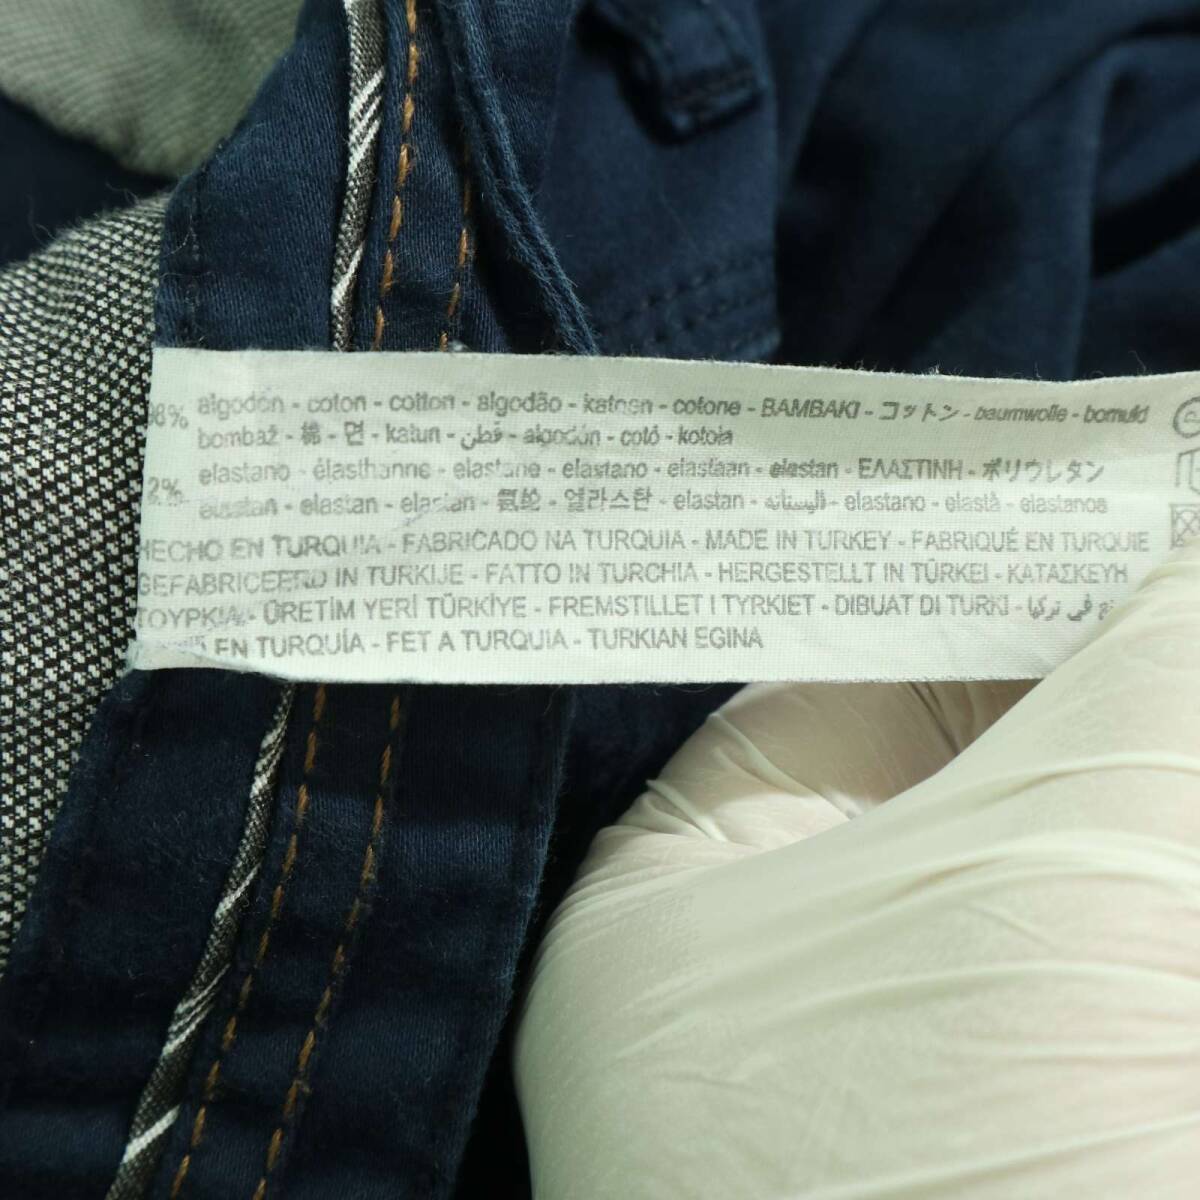 98% algodón - coton - cotton - algodão - katoen - cotone - BAMBAKI - コットン - baumwolle - bomuld
bombaž - 棉 - 면 - katun - قطن - algodón - cotó - kotoia
2% elastano - élasthanne - elastane - elastano - elastaan - elastan - ΕΛΑΣΤΙΝΗ - ポリウレタン
elastan - elastan - elastan - 氨纶 - 엘라스탄 - elastan - اليستان - elastano - elastà - elastanoa
HECHO EN TURQUIA - FABRICADO NA TURQUIA - MADE IN TURKEY - FABRIQUÉ EN TURQUIE
GEFABRICEERD IN TURKIJE - FATTO IN TURCHIA - HERGESTELLT IN TÜRKEI - ΚΑΤΑΣΚΕΥΗ
ΤΟΥΡΚΙΑ - ÜRETİM YERİ TÜRKİYE - FREMSTILLET I TYRKIET - DIBUAT DI TURKI - في تركيا
EN TURQUÍA - FET A TURQUIA - TURKIAN EGINA